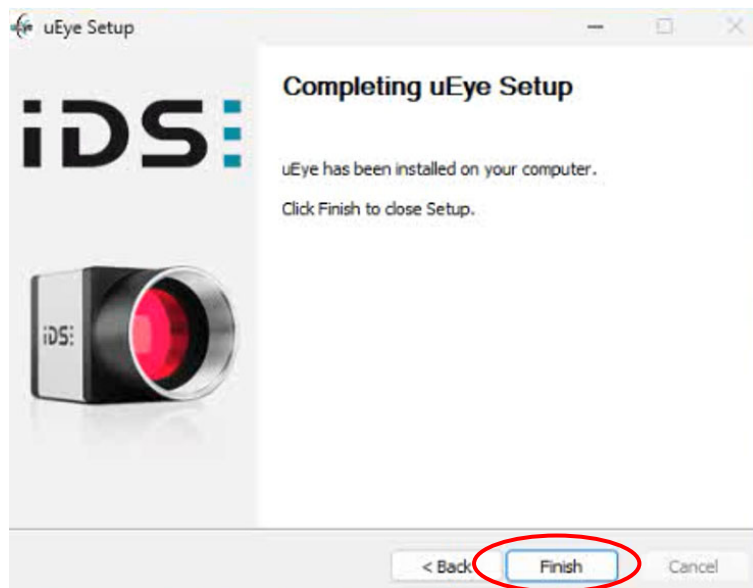 uEye Setup
iDS:
Completing uEye Setup
uEye has been installed on your computer.
Click Finish to close Setup.
iDS:
< Back
Finish
Cancel